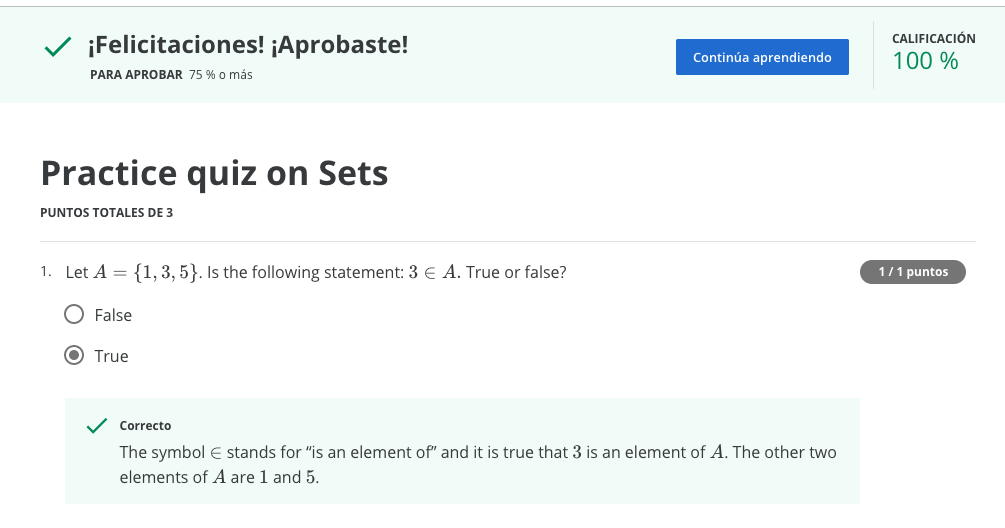 ¡Felicitaciones! ¡Aprobaste!
PARA APROBAR 75 % o más
Continúa aprendiendo
CALIFICACIÓN
100 %
Practice quiz on Sets
PUNTOS TOTALES DE 3
1. Let A = {1, 3, 5}. Is the following statement: 3 ∈ A. True or false?
1 / 1 puntos
False
True
Correcto
The symbol ∈ stands for “is an element of” and it is true that 3 is an element of A. The other two
elements of A are 1 and 5.